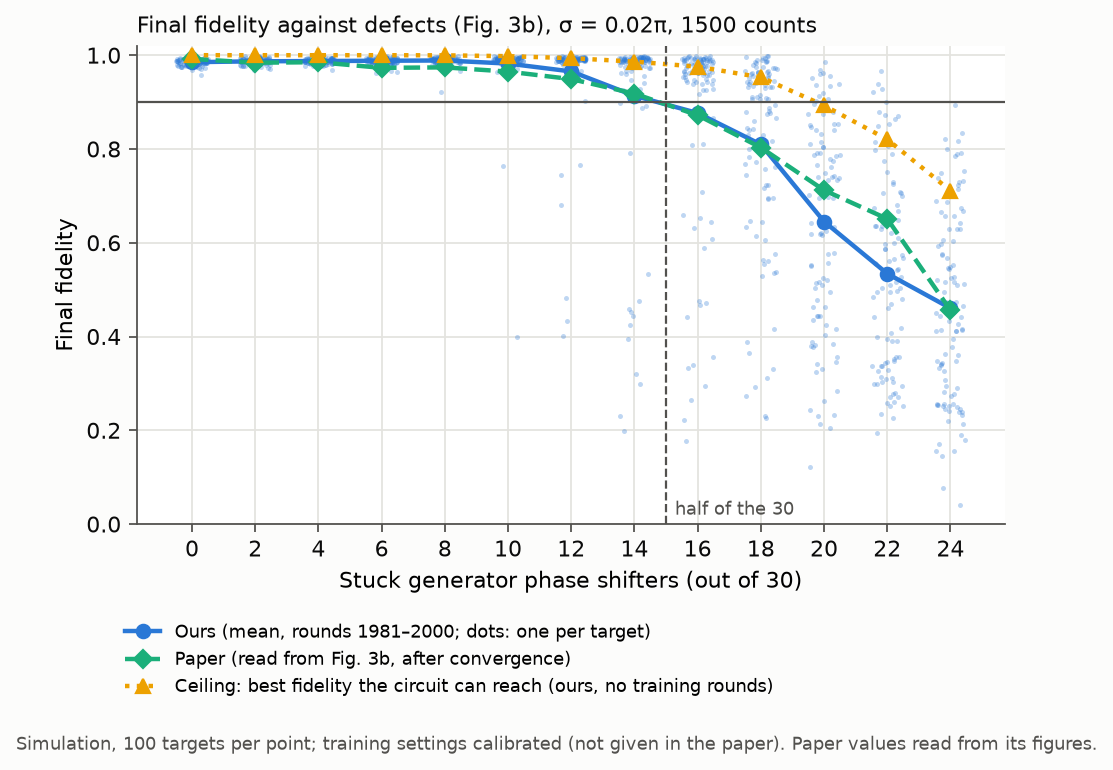 Final fidelity against defects (Fig. 3b), σ = 0.02π, 1500 counts
1.0
0.8
0.6
0.4
0.2
0.0
Final fidelity
half of the 30
0 2 4 6 8 10 12 14 16 18 20 22 24
Stuck generator phase shifters (out of 30)
Ours (mean, rounds 1981–2000; dots: one per target)
Paper (read from Fig. 3b, after convergence)
Ceiling: best fidelity the circuit can reach (ours, no training rounds)
Simulation, 100 targets per point; training settings calibrated (not given in the paper). Paper values read from its figures.